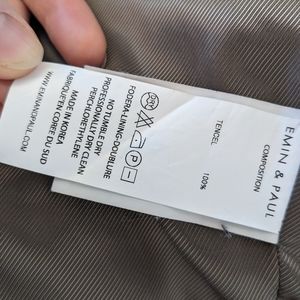 EMIN & PAUL
COMPOSITION
TENCEL 100%
P
FODERA-LINING-DOUBLURE
NO TUMBLE DRY
PROFESSIONALLY DRY CLEAN
PERCHLORETHYLENE
MADE IN KOREA
FABRIQUE'EN COREE DU SUD
WWW.EMINANDPAUL.COM